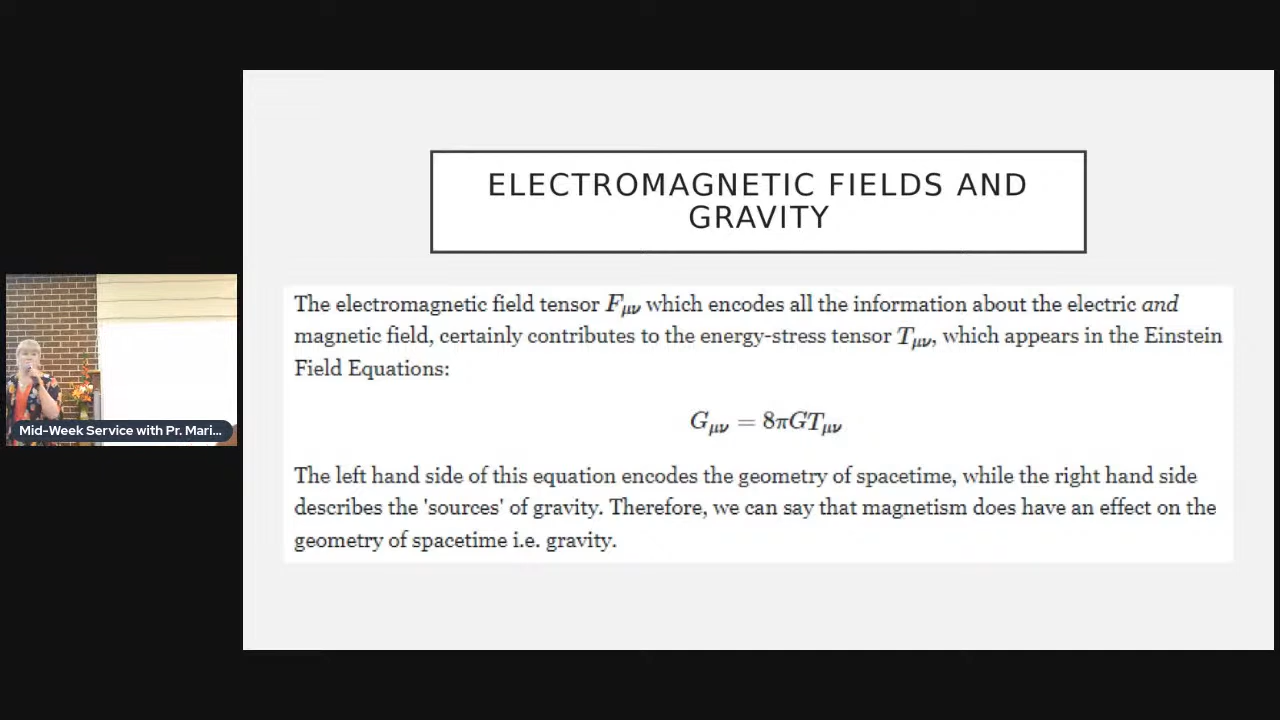 ELECTROMAGNETIC FIELDS AND
GRAVITY
The electromagnetic field tensor Fμν which encodes all the information about the electric and
magnetic field, certainly contributes to the energy-stress tensor Tμν, which appears in the Einstein
Field Equations:
Gμν = 8πGTμν
The left hand side of this equation encodes the geometry of spacetime, while the right hand side
describes the 'sources' of gravity. Therefore, we can say that magnetism does have an effect on the
geometry of spacetime i.e. gravity.
Mid-Week Service with Pr. Mari...